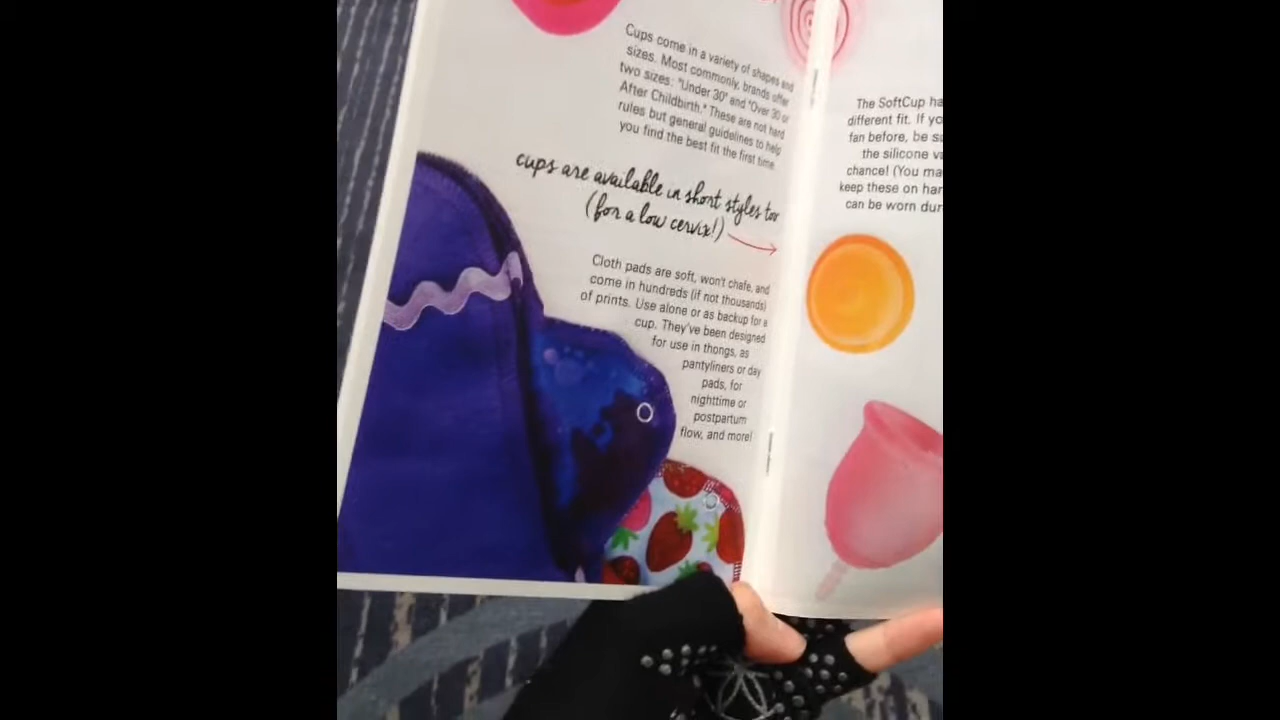 Cups come in a variety of shapes and
sizes. Most commonly, brands offer
two sizes: "Under 30" and "Over 30 or
After Childbirth." These are not hard
rules but general guidelines to help
you find the best fit the first time.
cups are available in short styles too
(for a low cervix!)
Cloth pads are soft, won't chafe, and
come in hundreds (if not thousands)
of prints. Use alone or as backup for a
cup. They've been designed
for use in thongs, as
pantyliners or day
pads, for
nighttime or
postpartum
flow, and more!
The SoftCup ha
different fit. If yo
fan before, be su
the silicone va
chance! (You ma
keep these on han
can be worn dur